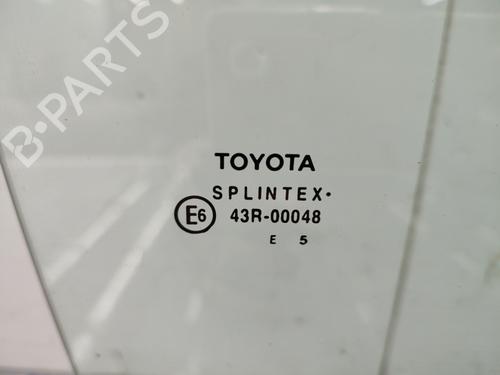 B-PARTS
TOYOTA
SPLINTEX·
E6 43R-00048
E 5